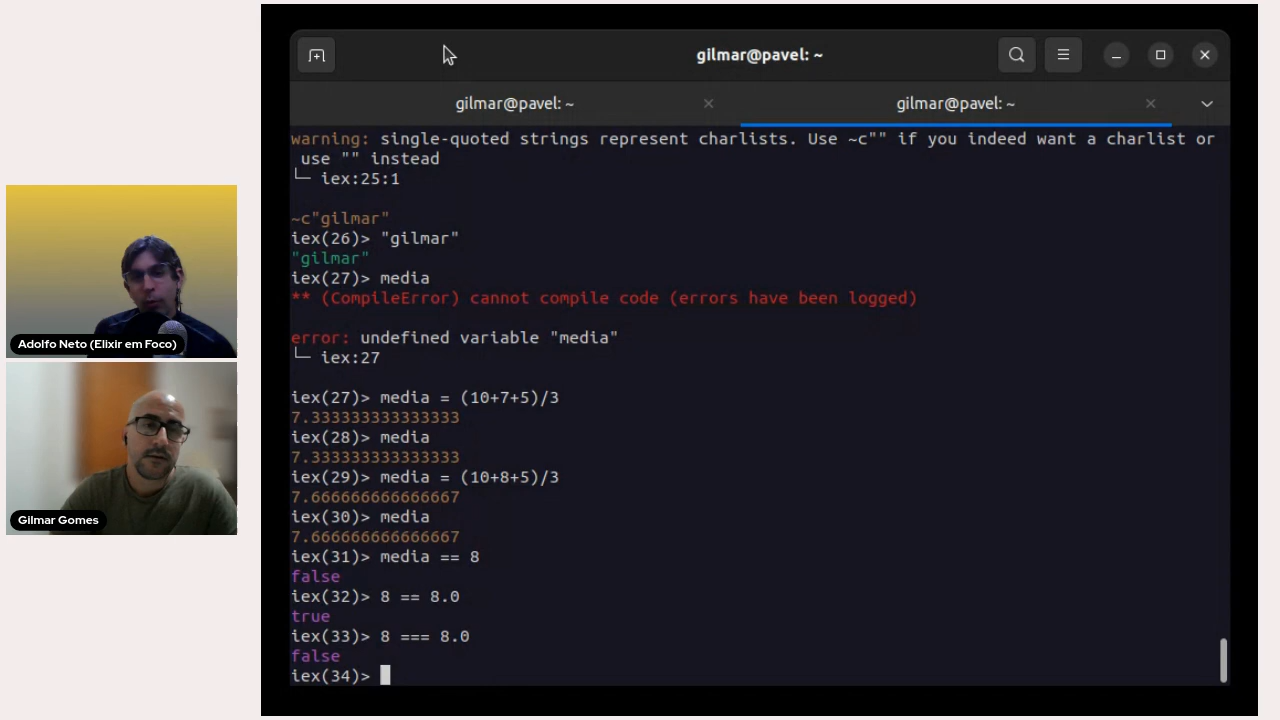 gilmar@pavel: ~
gilmar@pavel: ~
gilmar@pavel: ~
warning: single-quoted strings represent charlists. Use ~c"" if you indeed want a charlist or
use "" instead
└─ iex:25:1
~c"gilmar"
iex(26)> "gilmar"
"gilmar"
iex(27)> media
** (CompileError) cannot compile code (errors have been logged)
error: undefined variable "media"
└─ iex:27
iex(27)> media = (10+7+5)/3
7.333333333333333
iex(28)> media
7.333333333333333
iex(29)> media = (10+8+5)/3
7.666666666666667
iex(30)> media
7.666666666666667
iex(31)> media == 8
false
iex(32)> 8 == 8.0
true
iex(33)> 8 === 8.0
false
iex(34)>
Adolfo Neto (Elixir em Foco)
Gilmar Gomes